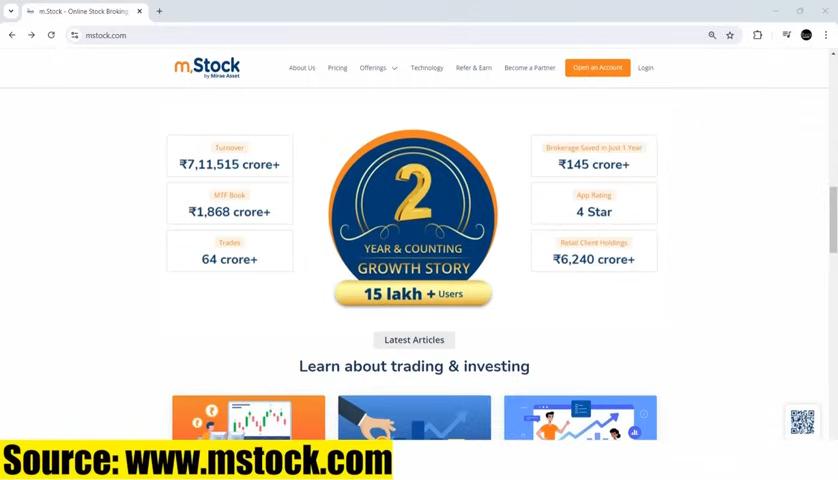 m.Stock - Online Stock Broking
mstock.com
m.Stock
by Mirae Asset
About Us
Pricing
Offerings
Technology
Refer & Earn
Become a Partner
Open an Account
Login
Turnover
₹7,11,515 crore+
MTF Book
₹1,868 crore+
Trades
64 crore+
2
YEAR & COUNTING
GROWTH STORY
15 lakh + Users
Brokerage Saved in Just 1 Year
₹145 crore+
App Rating
4 Star
Retail Client Holdings
₹6,240 crore+
Latest Articles
Learn about trading & investing
Source: www.mstock.com